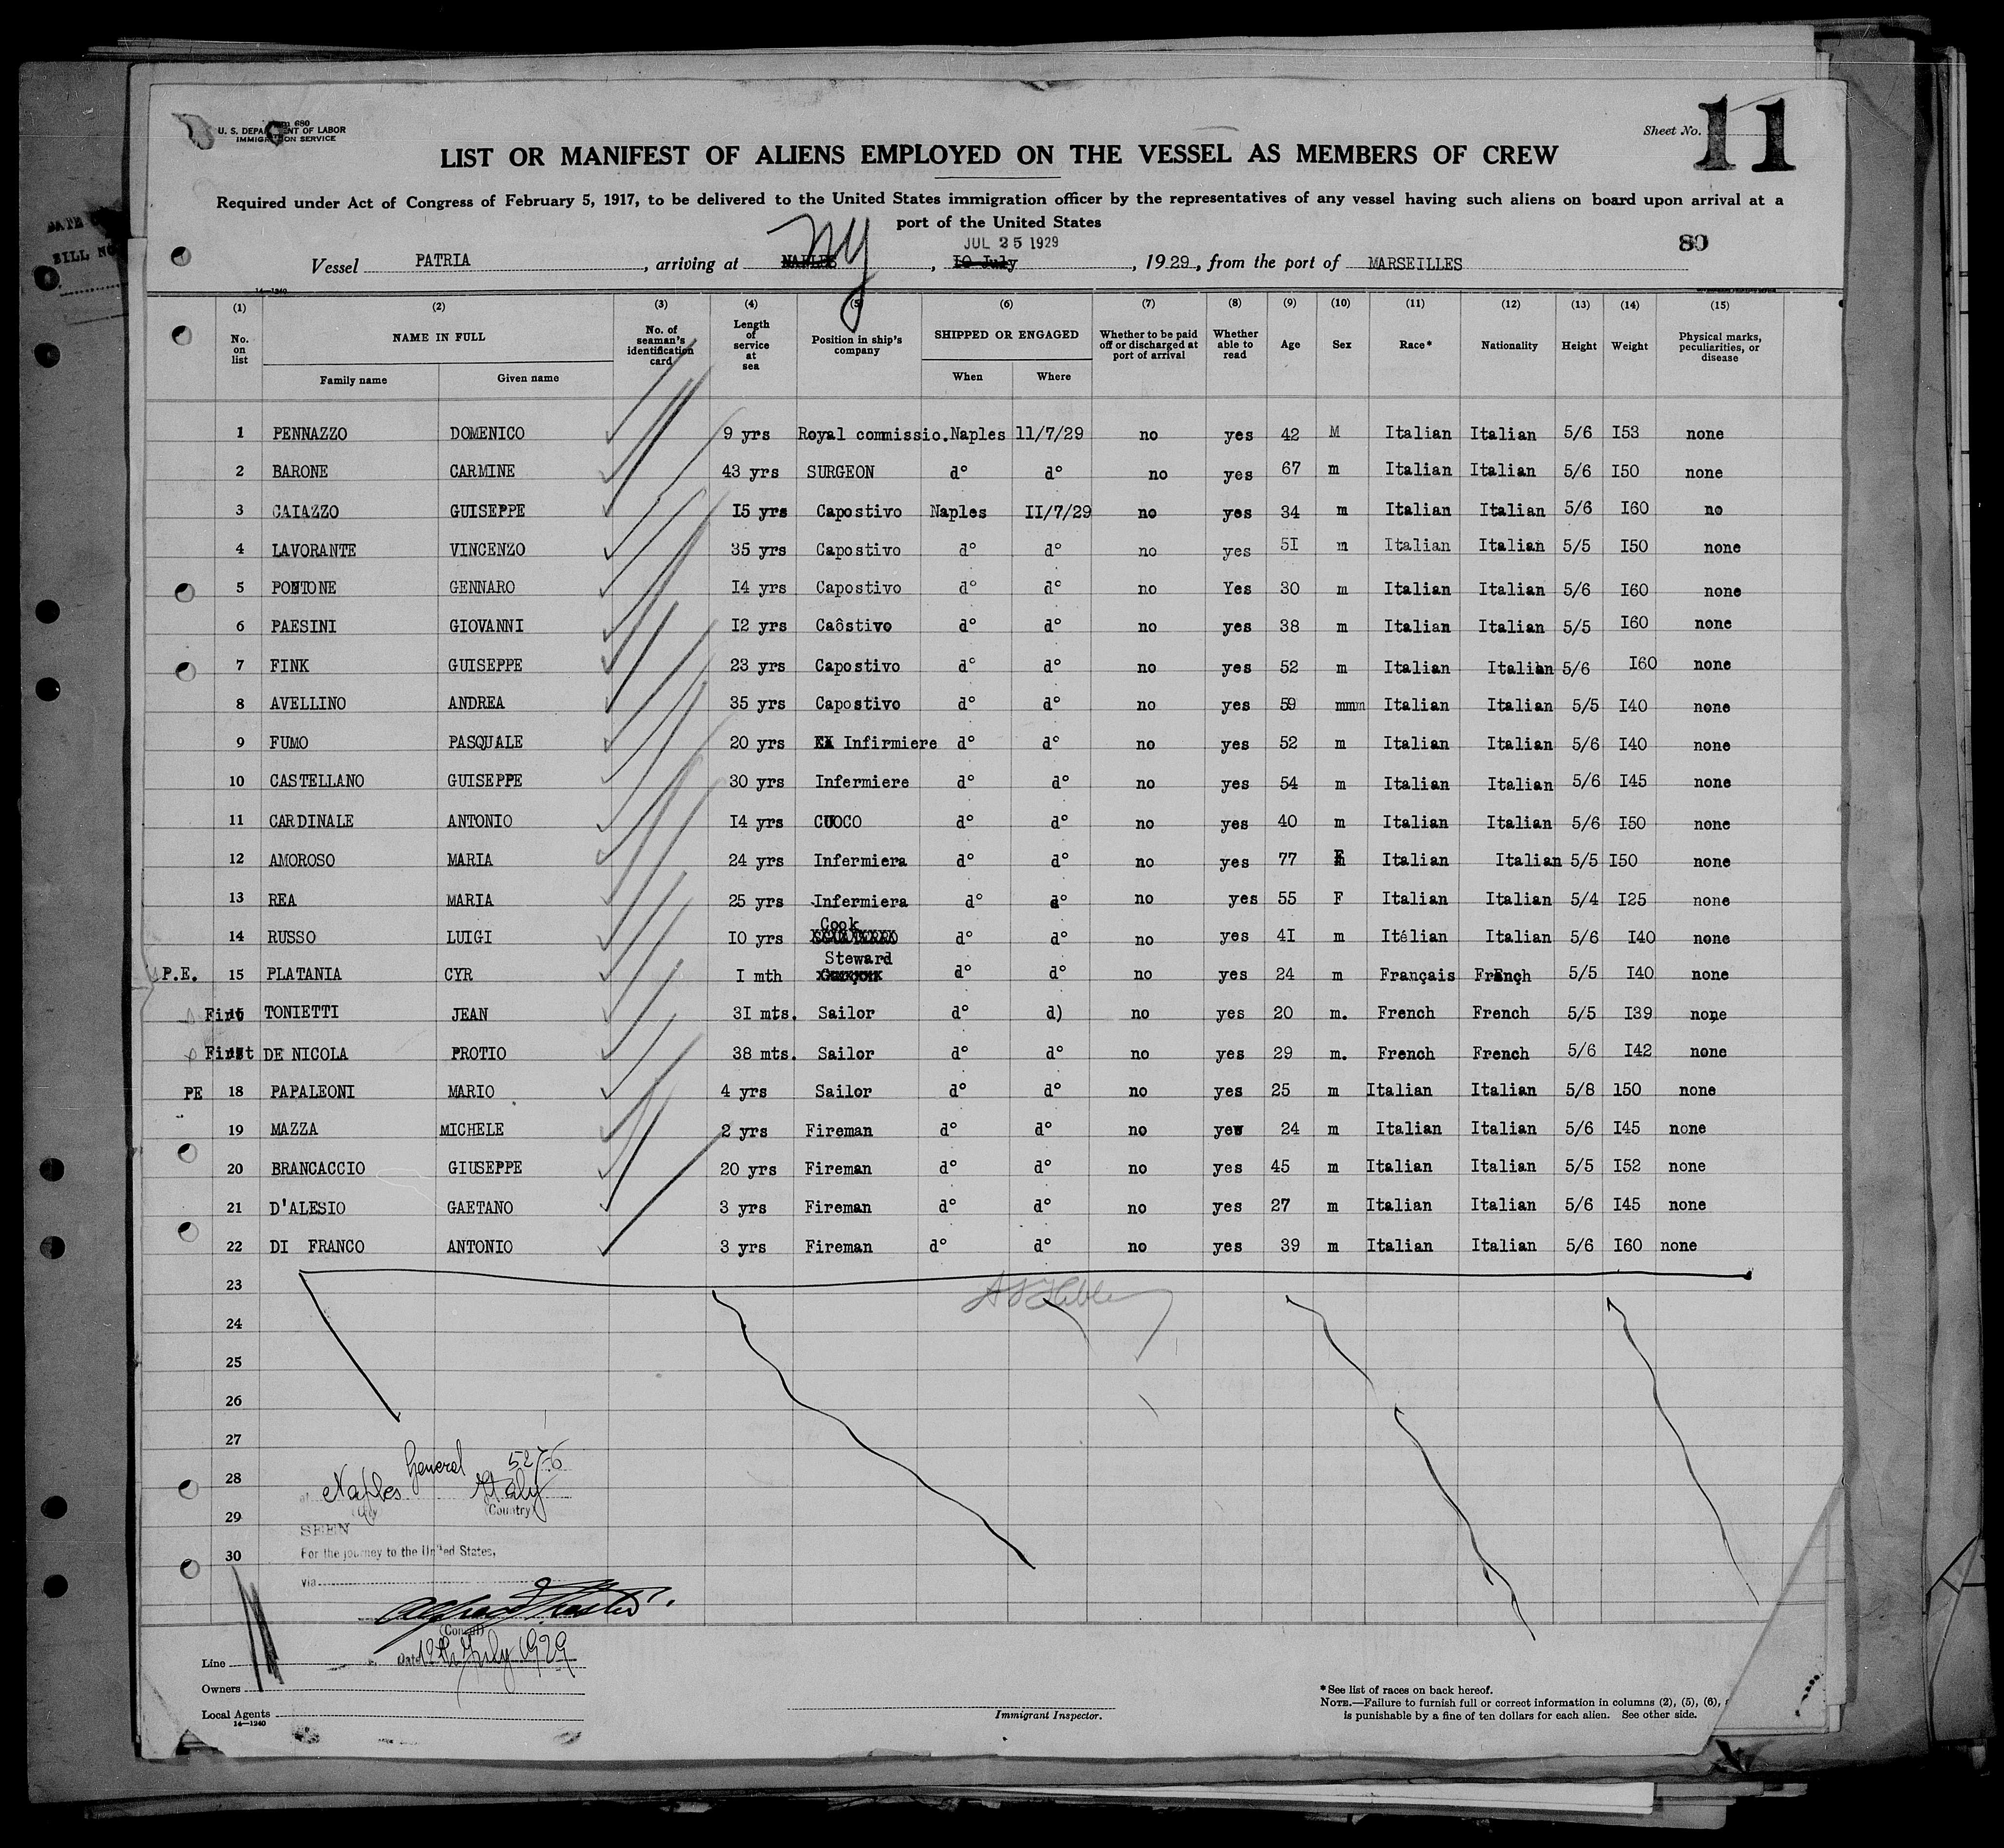 Form 680
U. S. DEPARTMENT OF LABOR
IMMIGRATION SERVICE
Sheet No. 11
LIST OR MANIFEST OF ALIENS EMPLOYED ON THE VESSEL AS MEMBERS OF CREW
Required under Act of Congress of February 5, 1917, to be delivered to the United States immigration officer by the representatives of any vessel having such aliens on board upon arrival at a
port of the United States
JUL 25 1929
80
Vessel PATRIA, arriving at NAPLES NY, 10 July, 1929, from the port of MARSEILLES
14—1240
(1) (2) (3) (4) (5) (6) (7) (8) (9) (10) (11) (12) (13) (14) (15)
No. on list NAME IN FULL Family name Given name No. of seaman's identification card Length of service at sea Position in ship's company SHIPPED OR ENGAGED When Where Whether to be paid off or discharged at port of arrival Whether able to read Age Sex Race* Nationality Height Weight Physical marks, peculiarities, or disease
1 PENNAZZO DOMENICO 9 yrs Royal commissio. Naples 11/7/29 no yes 42 M Italian Italian 5/6 I53 none
2 BARONE CARMINE 43 yrs SURGEON d° d° no yes 67 m Italian Italian 5/6 I50 none
3 CAIAZZO GUISEPPE I5 yrs Capostivo Naples II/7/29 no yes 34 m Italian Italian 5/6 I60 no
4 LAVORANTE VINCENZO 35 yrs Capostivo d° d° no yes 5I m Italian Italian 5/5 I50 none
5 PONTONE GENNARO I4 yrs Capostivo d° d° no Yes 30 m Italian Italian 5/6 I60 none
6 PAESINI GIOVANNI I2 yrs Caôstivo d° d° no yes 38 m Italian Italian 5/5 I60 none
7 FINK GUISEPPE 23 yrs Capostivo d° d° no yes 52 m Italian Italian 5/6 I60 none
8 AVELLINO ANDREA 35 yrs Capostivo d° d° no yes 59 mmm Italian Italian 5/5 I40 none
9 FUMO PASQUALE 20 yrs Infirmiere d° d° no yes 52 m Italian Italian 5/6 I40 none
10 CASTELLANO GUISEPPE 30 yrs Infermiere d° d° no yes 54 m Italian Italian 5/6 I45 none
11 CARDINALE ANTONIO I4 yrs CUOCO d° d° no yes 40 m Italian Italian 5/6 I50 none
12 AMOROSO MARIA 24 yrs Infermiera d° d° no yes 77 F Italian Italian 5/5 I50 none
13 REA MARIA 25 yrs Infermiera d° d° no yes 55 F Italian Italian 5/4 I25 none
14 RUSSO LUIGI IO yrs Cook d° d° no yes 4I m Itélian Italian 5/6 I40 none
P.E. 15 PLATANIA CYR I mth Steward d° d° no yes 24 m Français Frençh 5/5 I40 none
First TONIETTI JEAN 3I mts. Sailor d° d) no yes 20 m. French French 5/5 I39 none
First DE NICOLA PROTIO 38 mts. Sailor d° d° no yes 29 m. French French 5/6 I42 none
PE 18 PAPALEONI MARIO 4 yrs Sailor d° d° no yes 25 m Italian Italian 5/8 150 none
19 MAZZA MICHELE 2 yrs Fireman d° d° no yew 24 m Italian Italian 5/6 I45 none
20 BRANCACCIO GIUSEPPE 20 yrs Fireman d° d° no yes 45 m Italian Italian 5/5 I52 none
21 D'ALESIO GAETANO 3 yrs Fireman d° d° no yes 27 m Italian Italian 5/6 I45 none
22 DI FRANCO ANTONIO 3 yrs Fireman d° d° no yes 39 m Italian Italian 5/6 I60 none
23
24
25
26
27
General 5276
28
Naples Italy
(City (Country)
29
SEEN
30
For the journey to the United States,
via
(Consul)
Date 12th July 1929
Line
Owners
Local Agents
14—1240
Immigrant Inspector.
*See list of races on back hereof.
NOTE.—Failure to furnish full or correct information in columns (2), (5), (6),
is punishable by a fine of ten dollars for each alien. See other side.
DATE
BILL NO